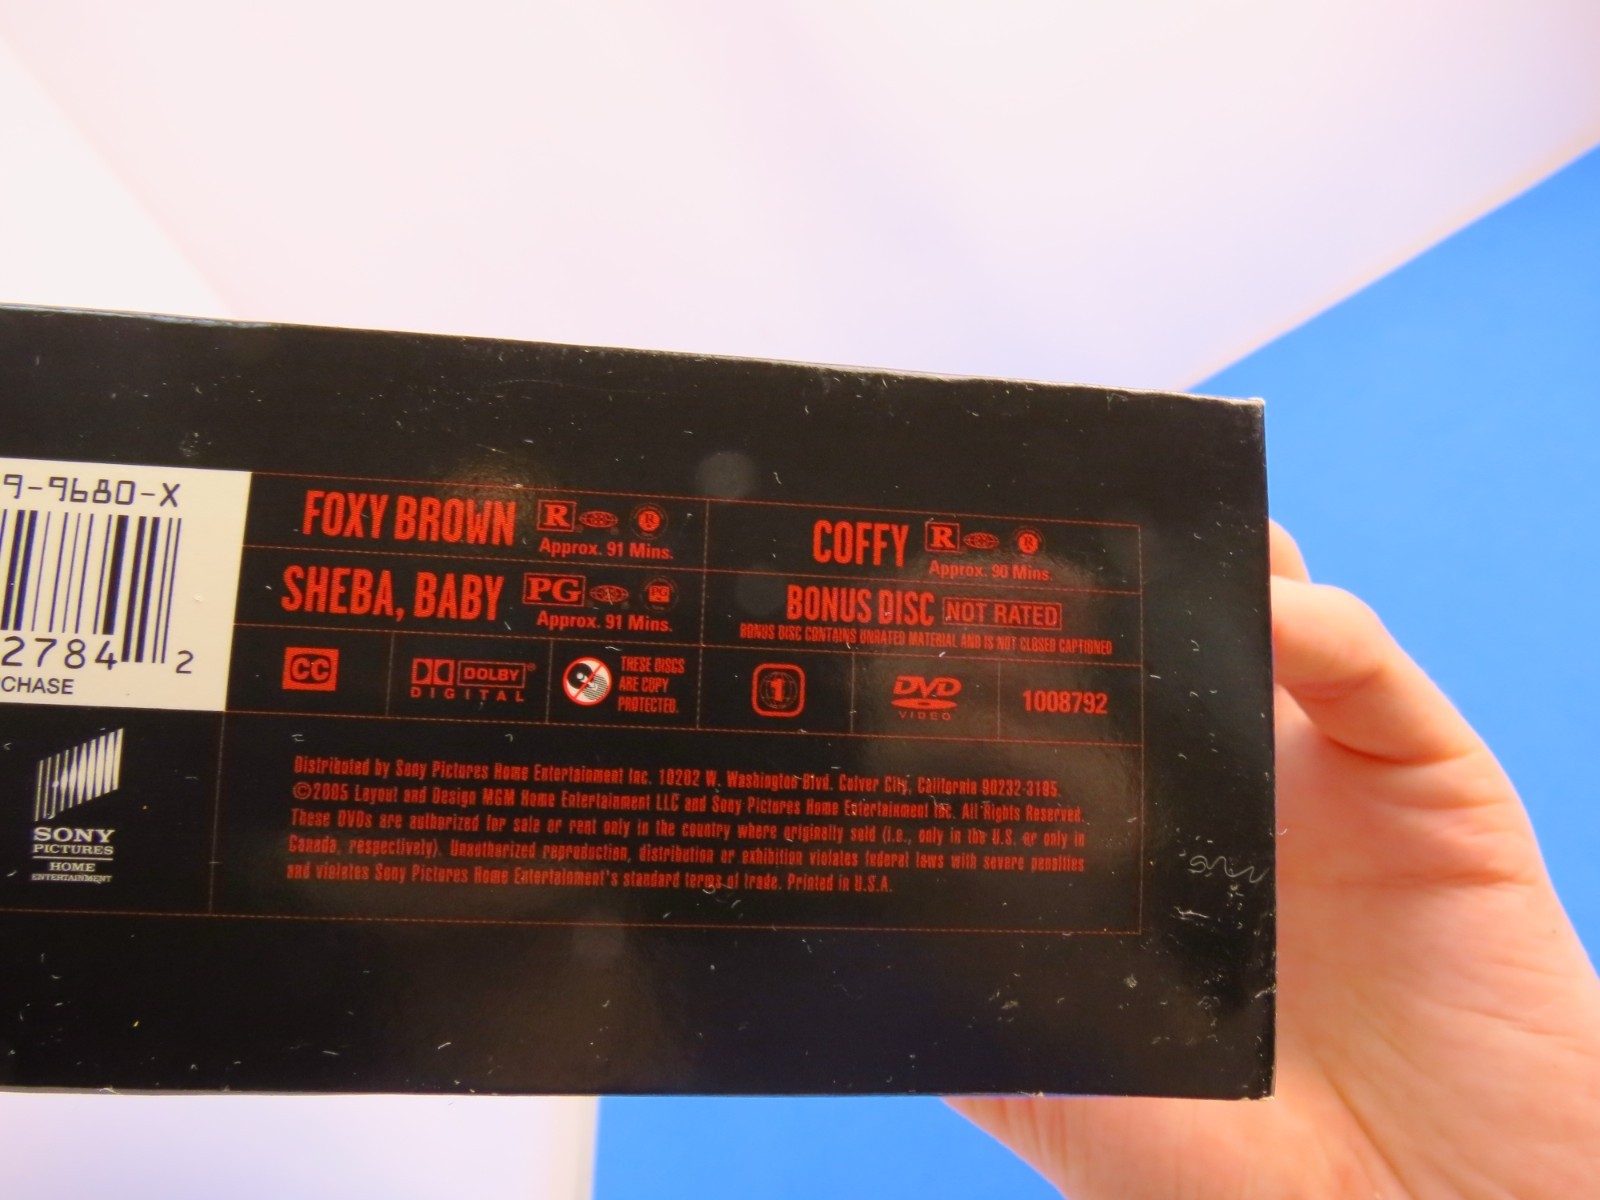 9-9680-X
2784 2
CHASE
FOXY BROWN R
Approx. 91 Mins.
COFFY R
Approx. 90 Mins.
SHEBA, BABY PG
Approx. 91 Mins.
BONUS DISC NOT RATED
BONUS DISC CONTAINS UNRATED MATERIAL AND IS NOT CLOSED CAPTIONED
CC
DOLBY
DIGITAL
THESE DISCS
ARE COPY
PROTECTED.
1
DVD
VIDEO
1008792
SONY
PICTURES
HOME
ENTERTAINMENT
Distributed by Sony Pictures Home Entertainment Inc. 10202 W. Washington Blvd. Culver City, California 90232-3195.
©2005 Layout and Design MGM Home Entertainment LLC and Sony Pictures Home Entertainment Inc. All Rights Reserved.
These DVDs are authorized for sale or rent only in the country where originally sold (i.e., only in the U.S. or only in
Canada, respectively). Unauthorized reproduction, distribution or exhibition violates federal laws with severe penalties
and violates Sony Pictures Home Entertainment's standard terms of trade. Printed in U.S.A.